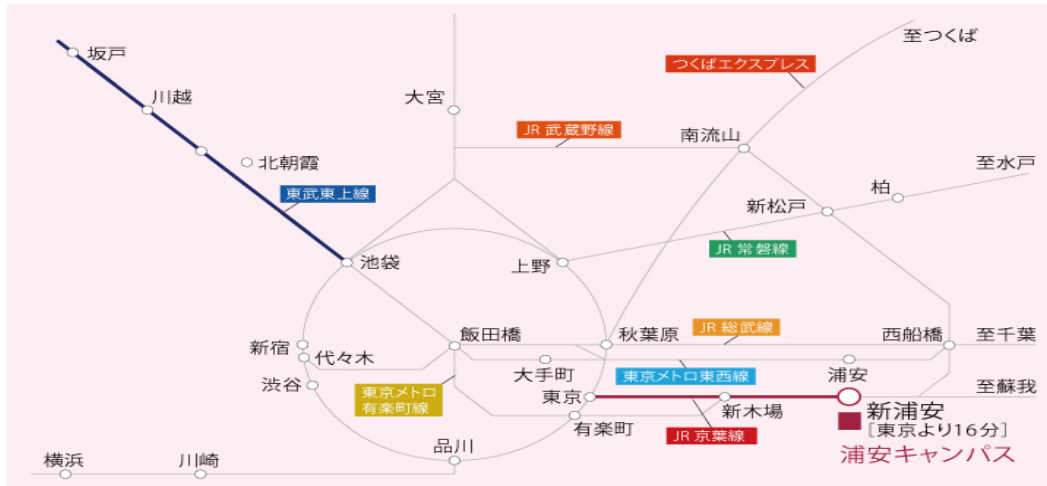 至つくば
坂戸
つくばエクスプレス
川越
大宮
JR 武蔵野線
南流山
北朝霞
至水戸
柏
東武東上線
新松戸
JR 常磐線
池袋
上野
飯田橋
秋葉原
JR 総武線
西船橋
至千葉
新宿
代々木
大手町
東京メトロ東西線
浦安
渋谷
東京メトロ
有楽町線
東京
新木場
至蘇我
有楽町
JR 京葉線
新浦安
[東京より16分]
品川
浦安キャンパス
横浜
川崎